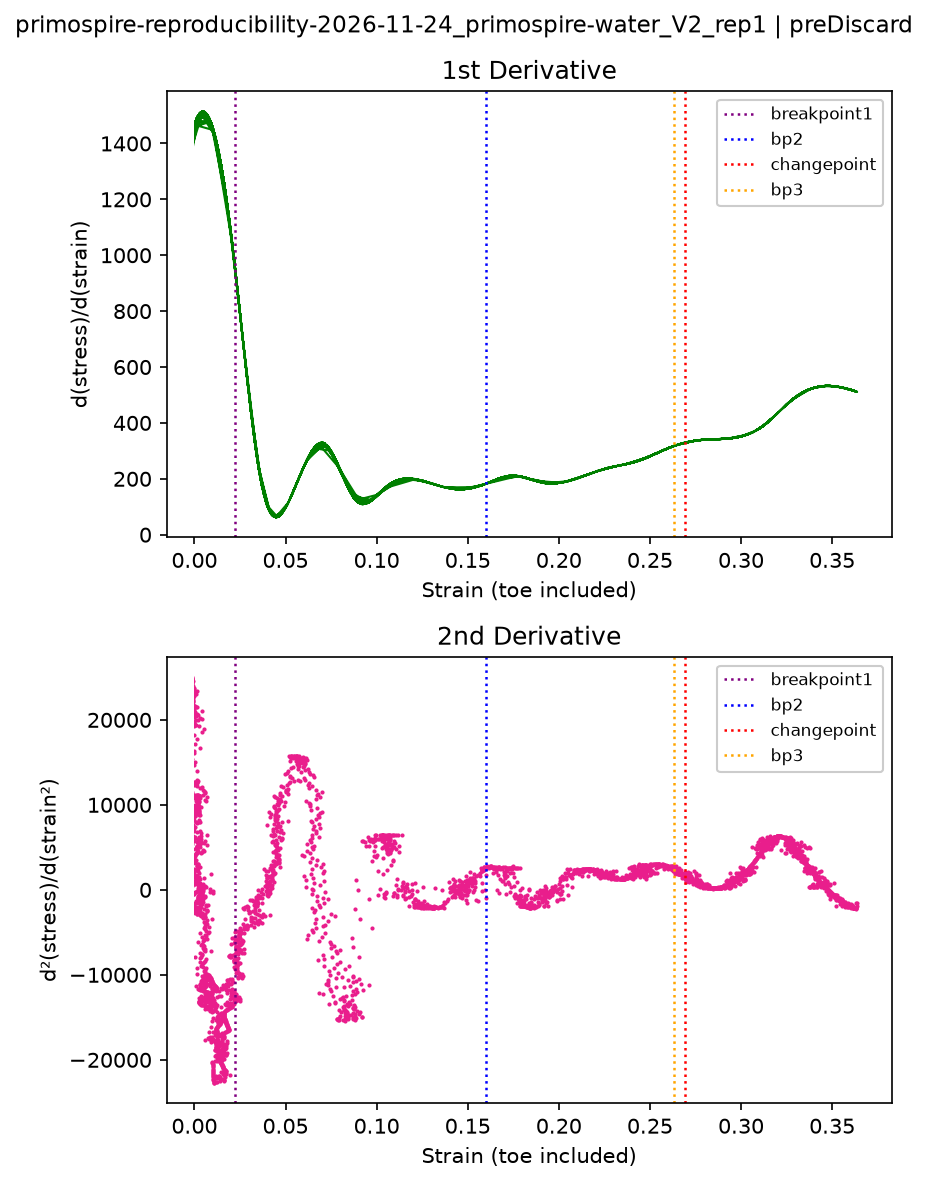 primospire-reproducibility-2026-11-24_primospire-water_V2_rep1 | preDiscard
1st Derivative
breakpoint1
bp2
changepoint
bp3
d(stress)/d(strain)
1400
1200
1000
800
600
400
200
0
0.00 0.05 0.10 0.15 0.20 0.25 0.30 0.35
Strain (toe included)
2nd Derivative
breakpoint1
bp2
changepoint
bp3
d²(stress)/d(strain²)
20000
10000
0
−10000
−20000
0.00 0.05 0.10 0.15 0.20 0.25 0.30 0.35
Strain (toe included)